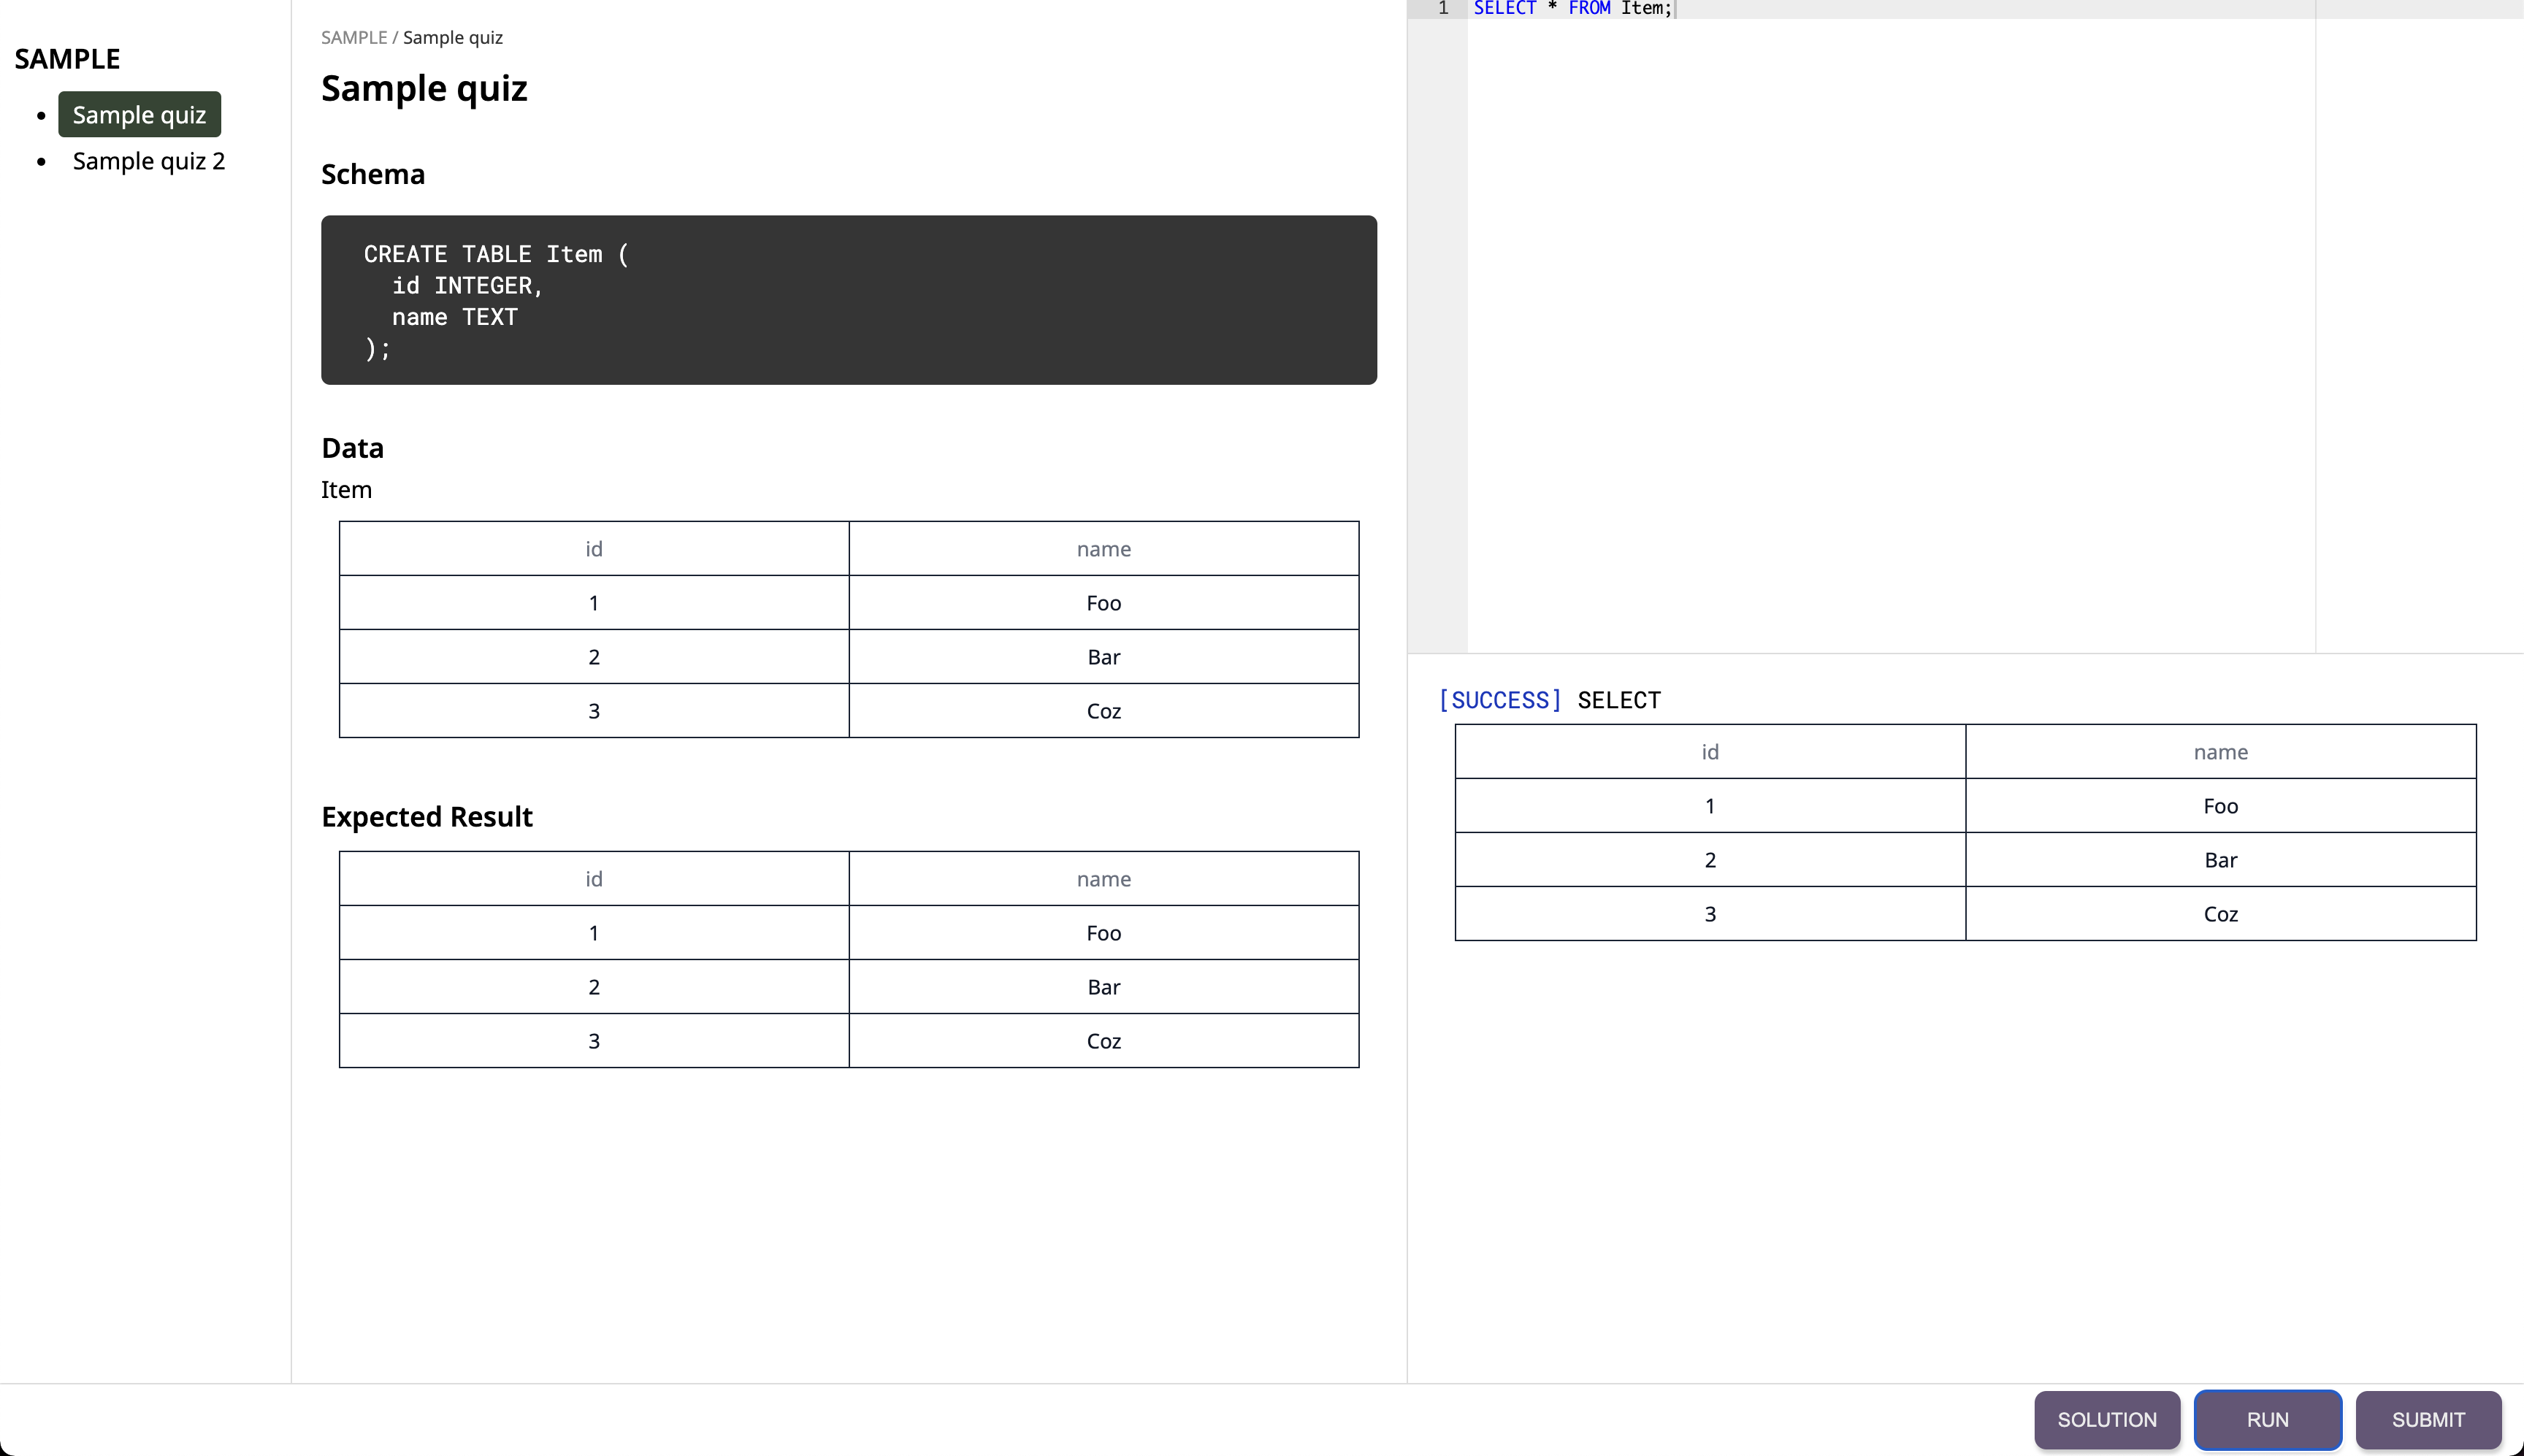 SAMPLE
Sample quiz
Sample quiz 2
SAMPLE / Sample quiz
Sample quiz
Schema
CREATE TABLE Item (
id INTEGER,
name TEXT
);
Data
Item
id name
1 Foo
2 Bar
3 Coz
Expected Result
id name
1 Foo
2 Bar
3 Coz
1 SELECT * FROM Item;
[SUCCESS] SELECT
id name
1 Foo
2 Bar
3 Coz
SOLUTION RUN SUBMIT